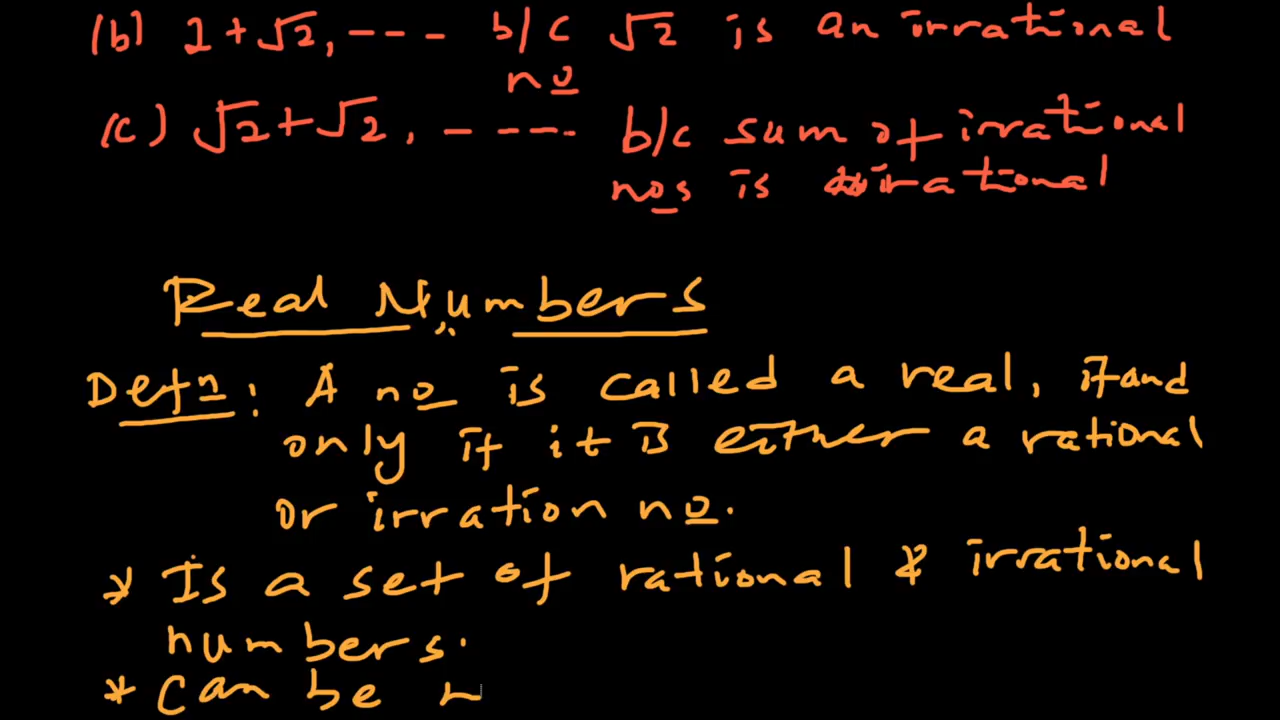 (b) 2+√2, --- b/c √2 is an irrational
no
(c) √2+√2, ---- b/c sum of irrational
nos is irational
Real Numbers
Defn: A no is called a real, if and
only if it is either a rational
or irration no.
* Is a set of rational & irrational
numbers.
* Can be